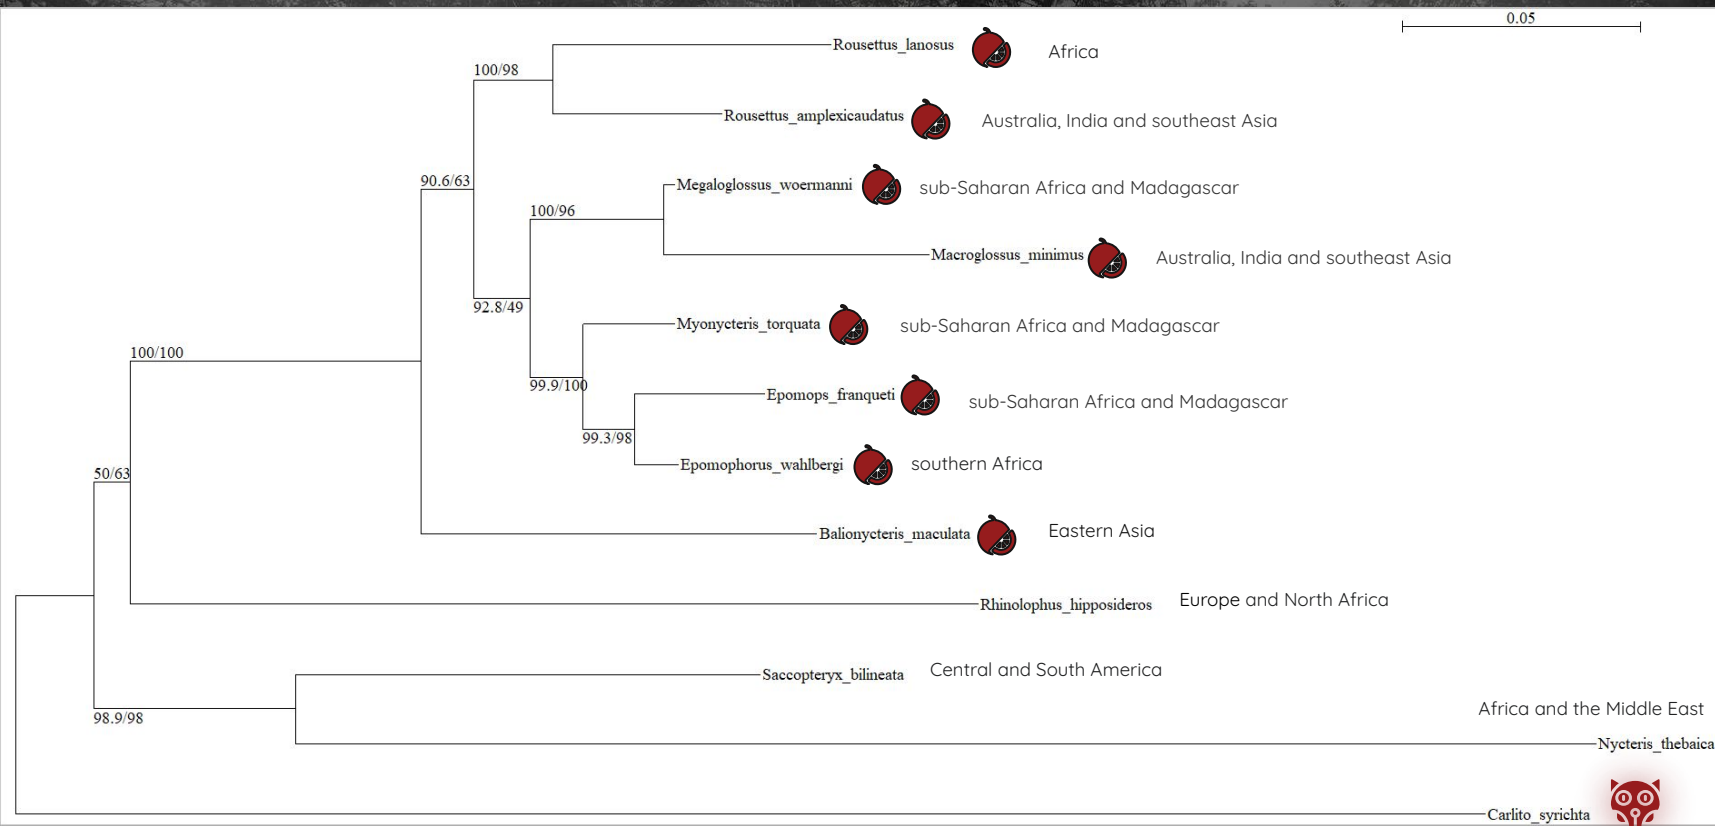 0.05
Rousettus_lanosus
Africa
100/98
Rousettus_amplexicaudatus
Australia, India and southeast Asia
90.6/63
Megaloglossus_woermanni
sub-Saharan Africa and Madagascar
100/96
Macroglossus_minimus
Australia, India and southeast Asia
92.8/49
Myonycteris_torquata
sub-Saharan Africa and Madagascar
100/100
99.9/100
Epomops_franqueti
sub-Saharan Africa and Madagascar
99.3/98
Epomophorus_wahlbergi
southern Africa
50/63
Balionycteris_maculata
Eastern Asia
Rhinolophus_hipposideros
Europe and North Africa
Saccopteryx_bilineata
Central and South America
98.9/98
Africa and the Middle East
Nycteris_thebaica
Carlito_syrichta